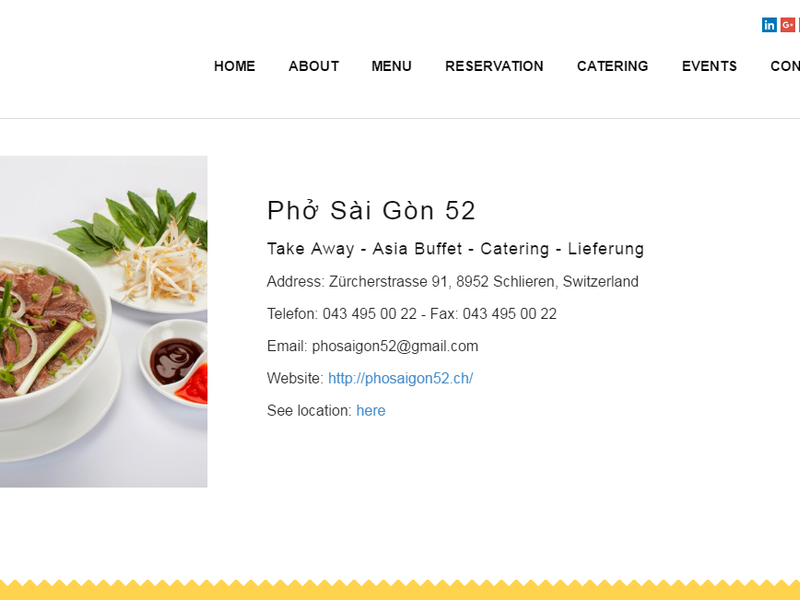 in G+
HOME ABOUT MENU RESERVATION CATERING EVENTS CON
Phở Sài Gòn 52
Take Away - Asia Buffet - Catering - Lieferung
Address: Zürcherstrasse 91, 8952 Schlieren, Switzerland
Telefon: 043 495 00 22 - Fax: 043 495 00 22
Email: phosaigon52@gmail.com
Website: http://phosaigon52.ch/
See location: here